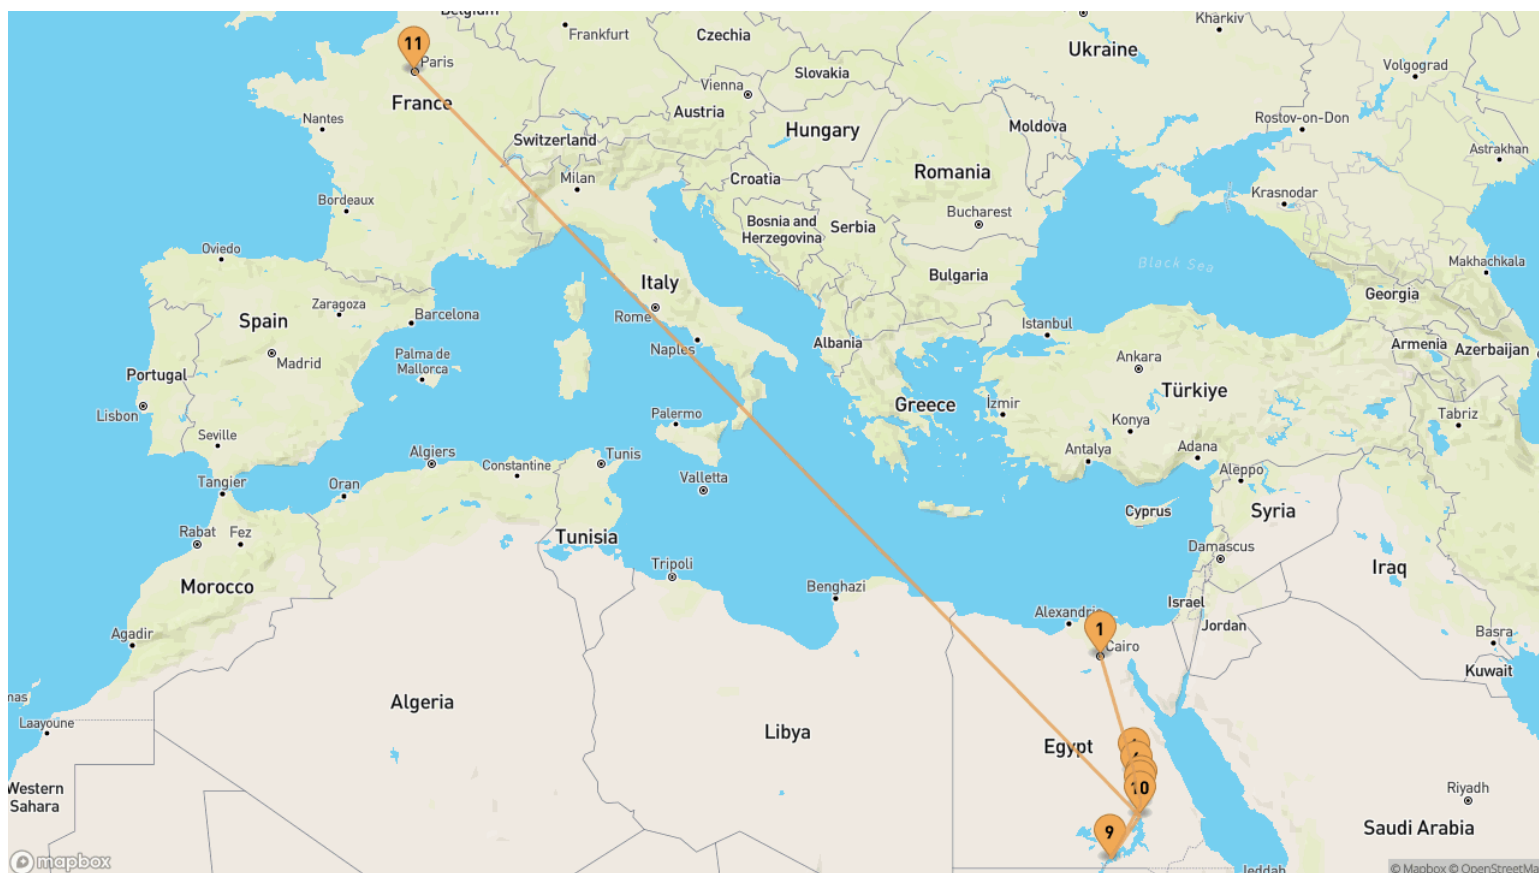 Belgium
Kharkiv
Frankfurt
Czechia
11
Ukraine
Paris
Volgograd
Slovakia
Vienna
France
Austria
Nantes
Rostov-on-Don
Moldova
Hungary
Switzerland
Astrakhan
Milan
Croatia
Romania
Krasnodar
Bordeaux
Bucharest
Bosnia and
Herzegovina
Serbia
Oviedo
Makhachkala
Black Sea
Bulgaria
Italy
Georgia
Zaragoza
Barcelona
Rome
Spain
Istanbul
Naples
Albania
Armenia
Azerbaijan
Madrid
Palma de
Mallorca
Ankara
Portugal
Türkiye
Greece
İzmir
Lisbon
Palermo
Tabriz
Konya
Seville
Antalya
Adana
Algiers
Tunis
Constantine
Aleppo
Valletta
Tangier
Oran
Cyprus
Syria
Rabat
Fez
Tunisia
Damascus
Tripoli
Iraq
Morocco
Benghazi
Israel
Alexandria
Jordan
1
Agadir
Cairo
Basra
Kuwait
mas
Algeria
Laayoune
Libya
Egypt
Western
Sahara
10
Riyadh
9
Saudi Arabia
mapbox
Jeddah
© Mapbox © OpenStreetMa